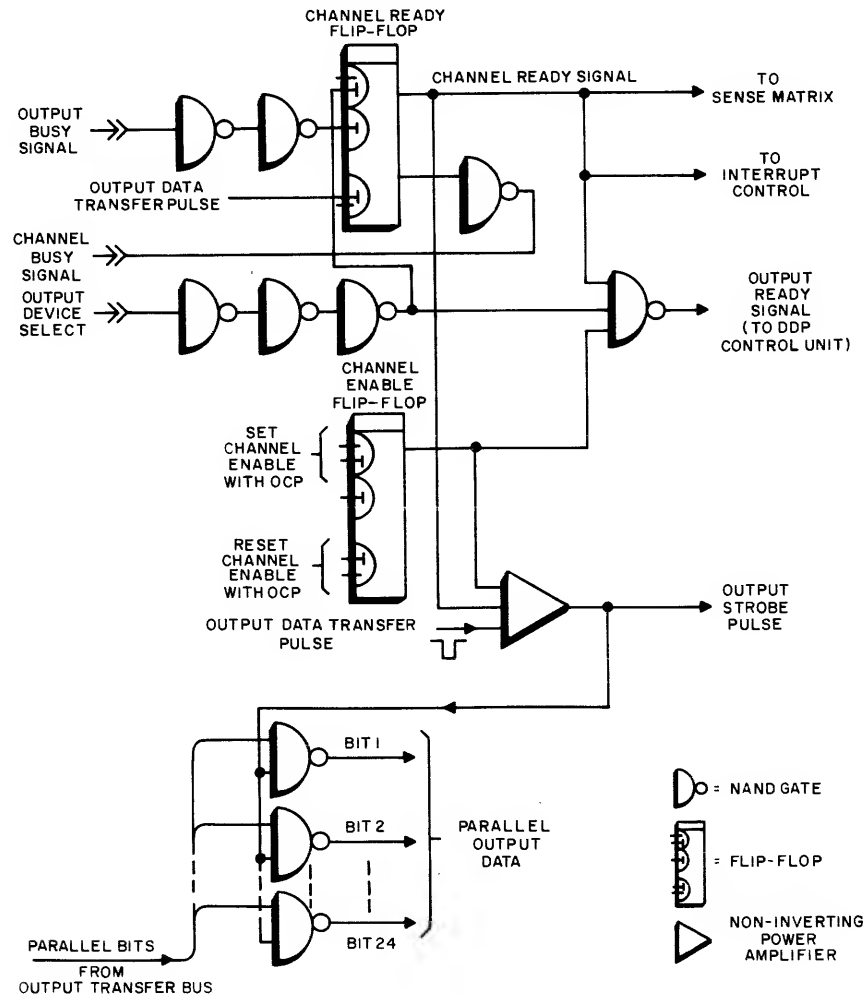 CHANNEL READY
FLIP-FLOP
CHANNEL READY SIGNAL
TO
SENSE MATRIX
OUTPUT
BUSY
SIGNAL
TO
INTERRUPT
CONTROL
OUTPUT DATA
TRANSFER PULSE
CHANNEL
BUSY
SIGNAL
OUTPUT
DEVICE
SELECT
OUTPUT
READY
SIGNAL
(TO DDP
CONTROL UNIT)
CHANNEL
ENABLE
FLIP-FLOP
SET
CHANNEL
ENABLE
WITH OCP
RESET
CHANNEL
ENABLE
WITH OCP
OUTPUT DATA TRANSFER
PULSE
OUTPUT
STROBE
PULSE
BIT 1
BIT 2
BIT 24
PARALLEL
OUTPUT
DATA
PARALLEL BITS
FROM
OUTPUT TRANSFER BUS
= NAND GATE
= FLIP-FLOP
NON-INVERTING
POWER
AMPLIFIER